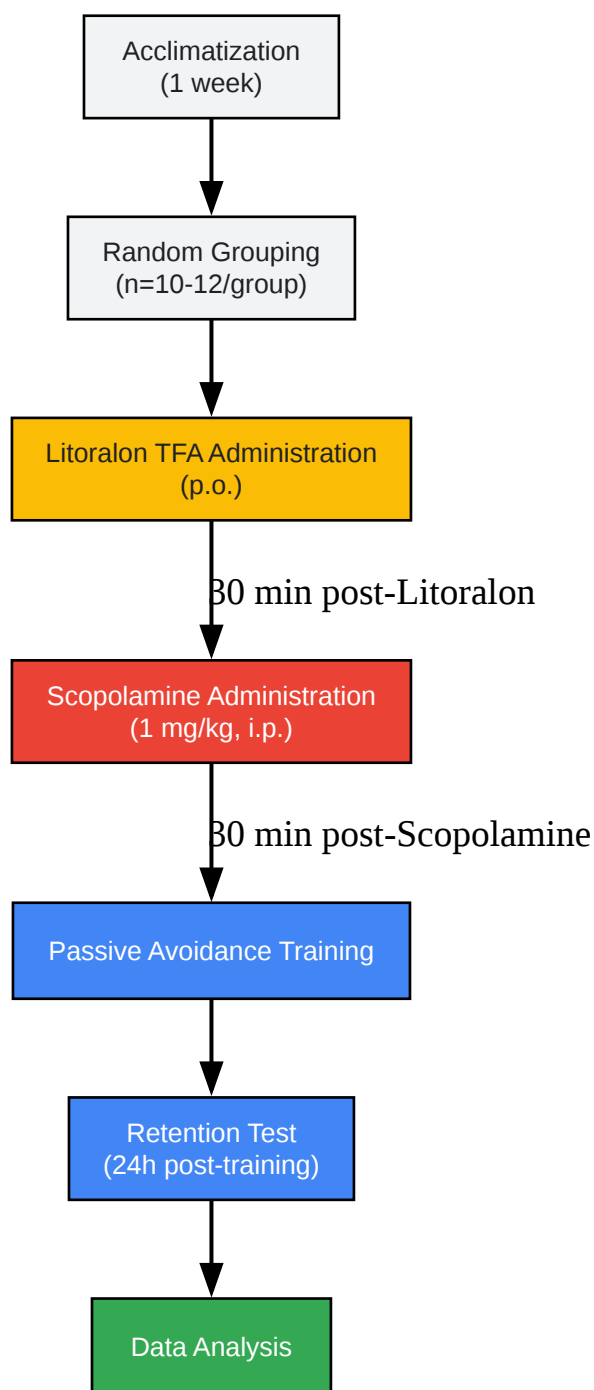 Acclimatization
(1 week)
Random Grouping
(n=10-12/group)
Litoralon TFA Administration
(p.o.)
30 min post-Litoralon
Scopolamine Administration
(1 mg/kg, i.p.)
30 min post-Scopolamine
Passive Avoidance Training
Retention Test
(24h post-training)
Data Analysis